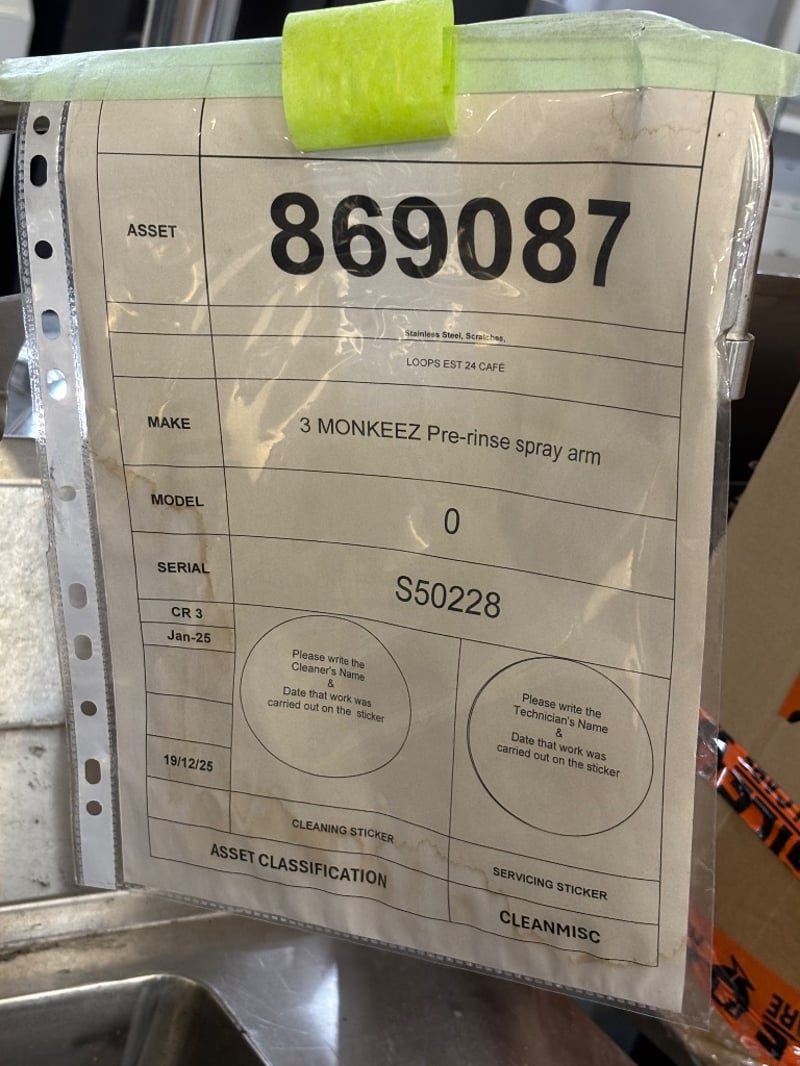 ASSET
869087
Stainless Steel, Scratches,
LOOPS EST 24 CAFÉ
MAKE
3 MONKEEZ Pre-rinse spray arm
MODEL
0
SERIAL
S50228
CR 3
Jan-25
19/12/25
Please write the
Cleaner's Name
&
Date that work was
carried out on the sticker
Please write the
Technician's Name
&
Date that work was
carried out on the sticker
CLEANING STICKER
SERVICING STICKER
ASSET CLASSIFICATION
CLEANMISC